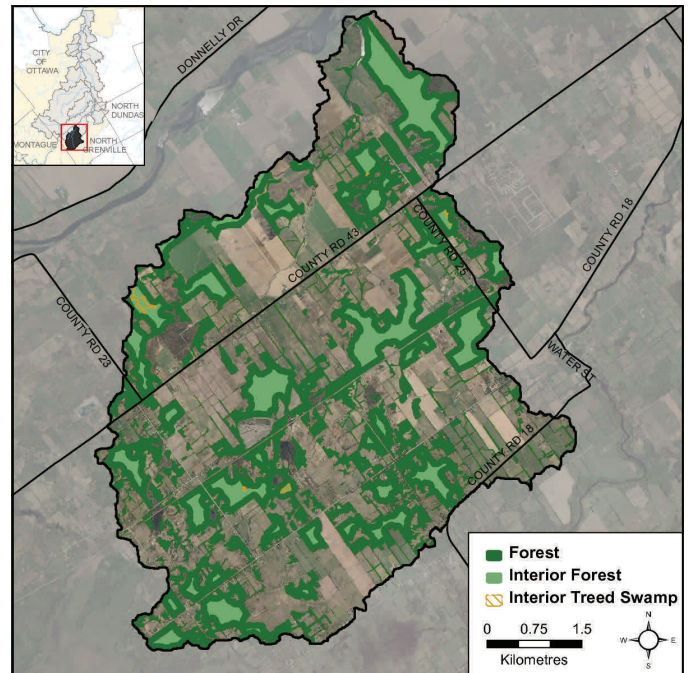 CITY OF
OTTAWA
NORTH
DUNDAS
MONTAGUE
NORTH
GRENVILLE
DONNELLY DR
COUNTY RD 43
COUNTY RD 25
COUNTY RD 18
COUNTY RD 23
WATER ST
COUNTY RD 18
Forest
Interior Forest
Interior Treed Swamp
0 0.75 1.5
Kilometres
N
W E
S